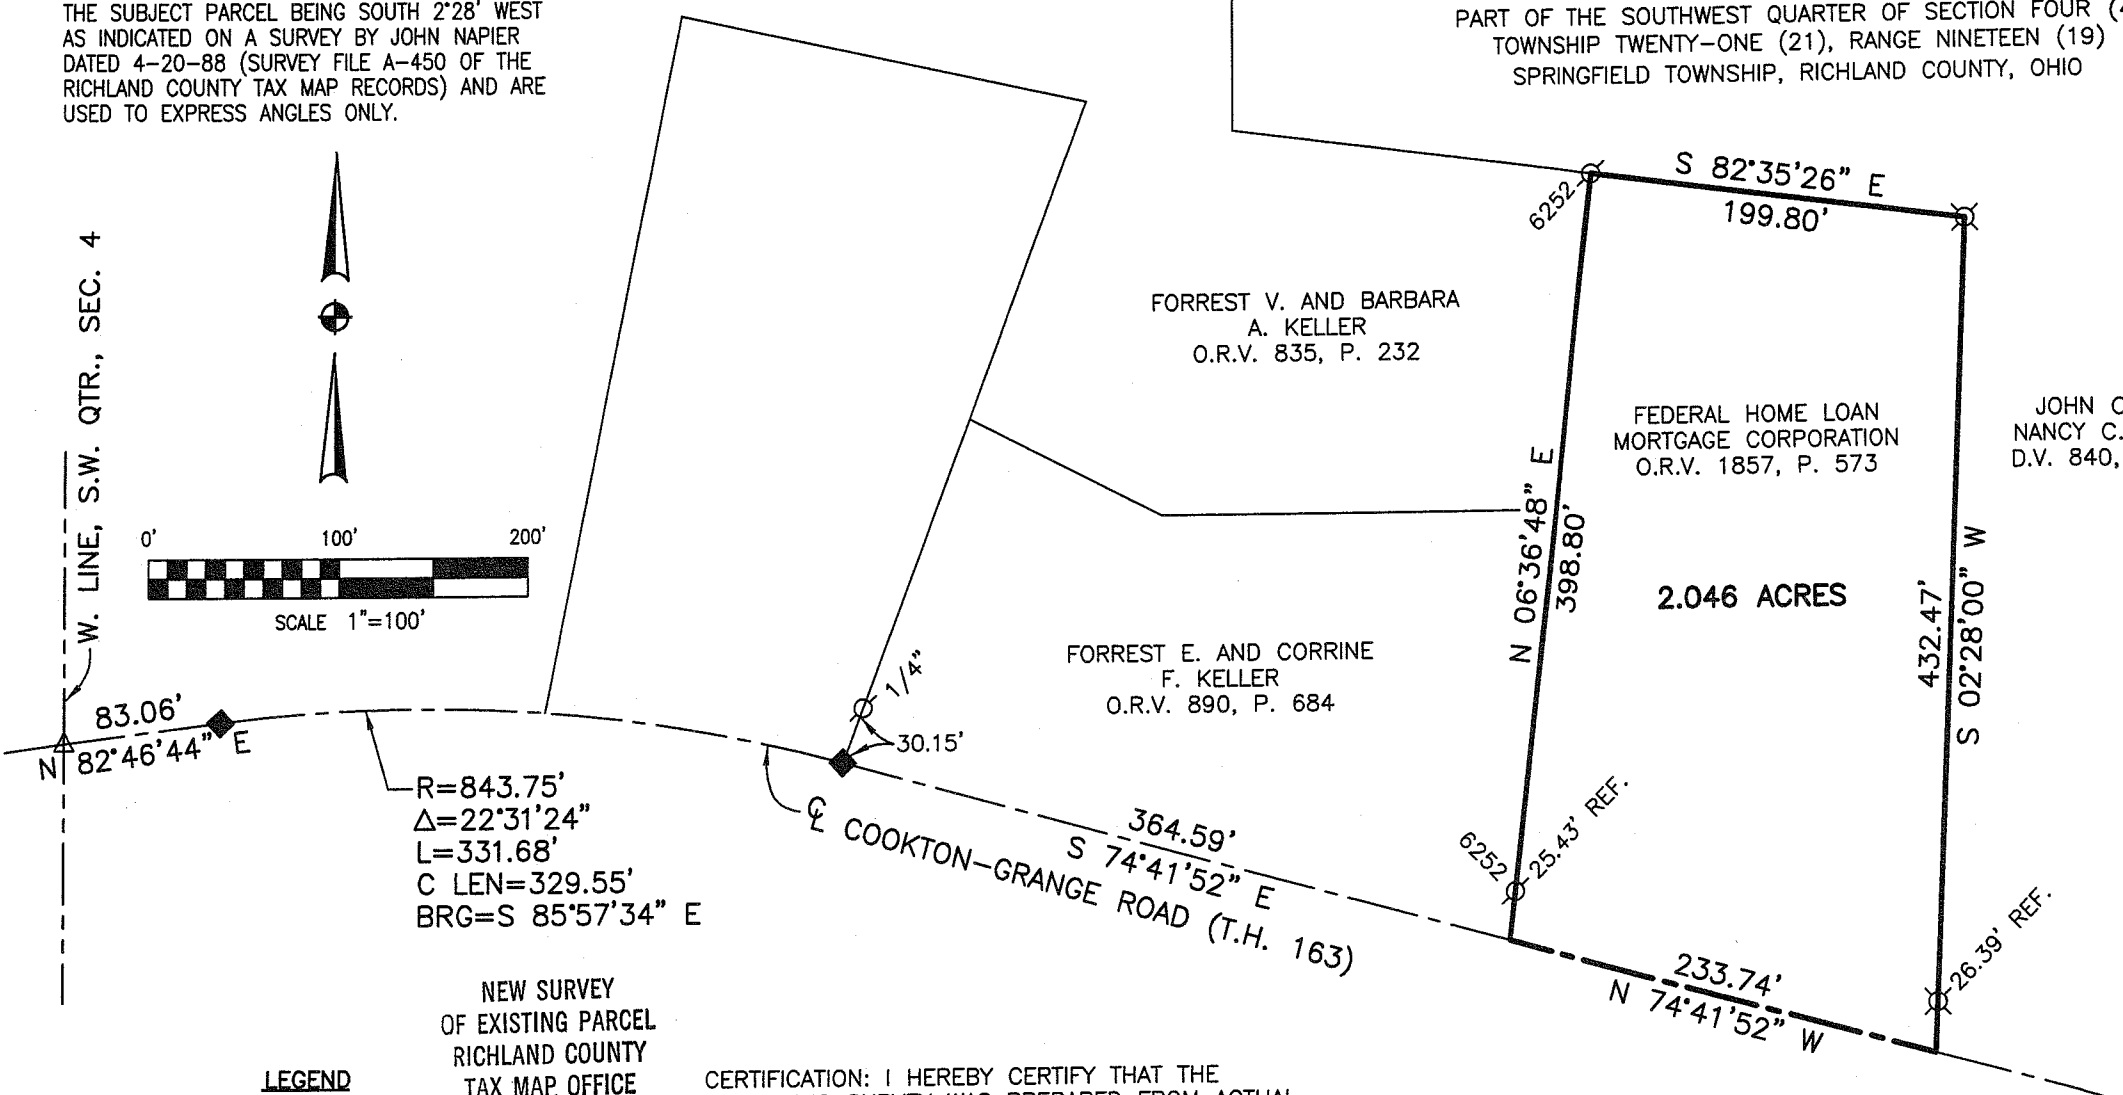 THE SUBJECT PARCEL BEING SOUTH 2°28' WEST
AS INDICATED ON A SURVEY BY JOHN NAPIER
DATED 4-20-88 (SURVEY FILE A-450 OF THE
RICHLAND COUNTY TAX MAP RECORDS) AND ARE
USED TO EXPRESS ANGLES ONLY.
PART OF THE SOUTHWEST QUARTER OF SECTION FOUR (4
TOWNSHIP TWENTY-ONE (21), RANGE NINETEEN (19)
SPRINGFIELD TOWNSHIP, RICHLAND COUNTY, OHIO
S 82°35'26" E
199.80'
6252
W. LINE, S.W. QTR., SEC. 4
FORREST V. AND BARBARA
A. KELLER
O.R.V. 835, P. 232
FEDERAL HOME LOAN
MORTGAGE CORPORATION
O.R.V. 1857, P. 573
JOHN
NANCY C.
D.V. 840,
N 06°36'48" E
398.80'
2.046 ACRES
432.47'
S 02°28'00" W
0' 100' 200'
SCALE 1"=100'
FORREST E. AND CORRINE
F. KELLER
O.R.V. 890, P. 684
1/4"
30.15'
83.06'
N 82°46'44" E
R=843.75'
Δ=22°31'24"
L=331.68'
C LEN=329.55'
BRG=S 85°57'34" E
364.59'
S 74°41'52" E
℄ COOKTON-GRANGE ROAD (T.H. 163)
6252
25.43' REF.
26.39' REF.
233.74'
N 74°41'52" W
NEW SURVEY
OF EXISTING PARCEL
RICHLAND COUNTY
TAX MAP OFFICE
LEGEND
CERTIFICATION: I HEREBY CERTIFY THAT THE
SURVEY WAS PREPARED FROM ACTUAL